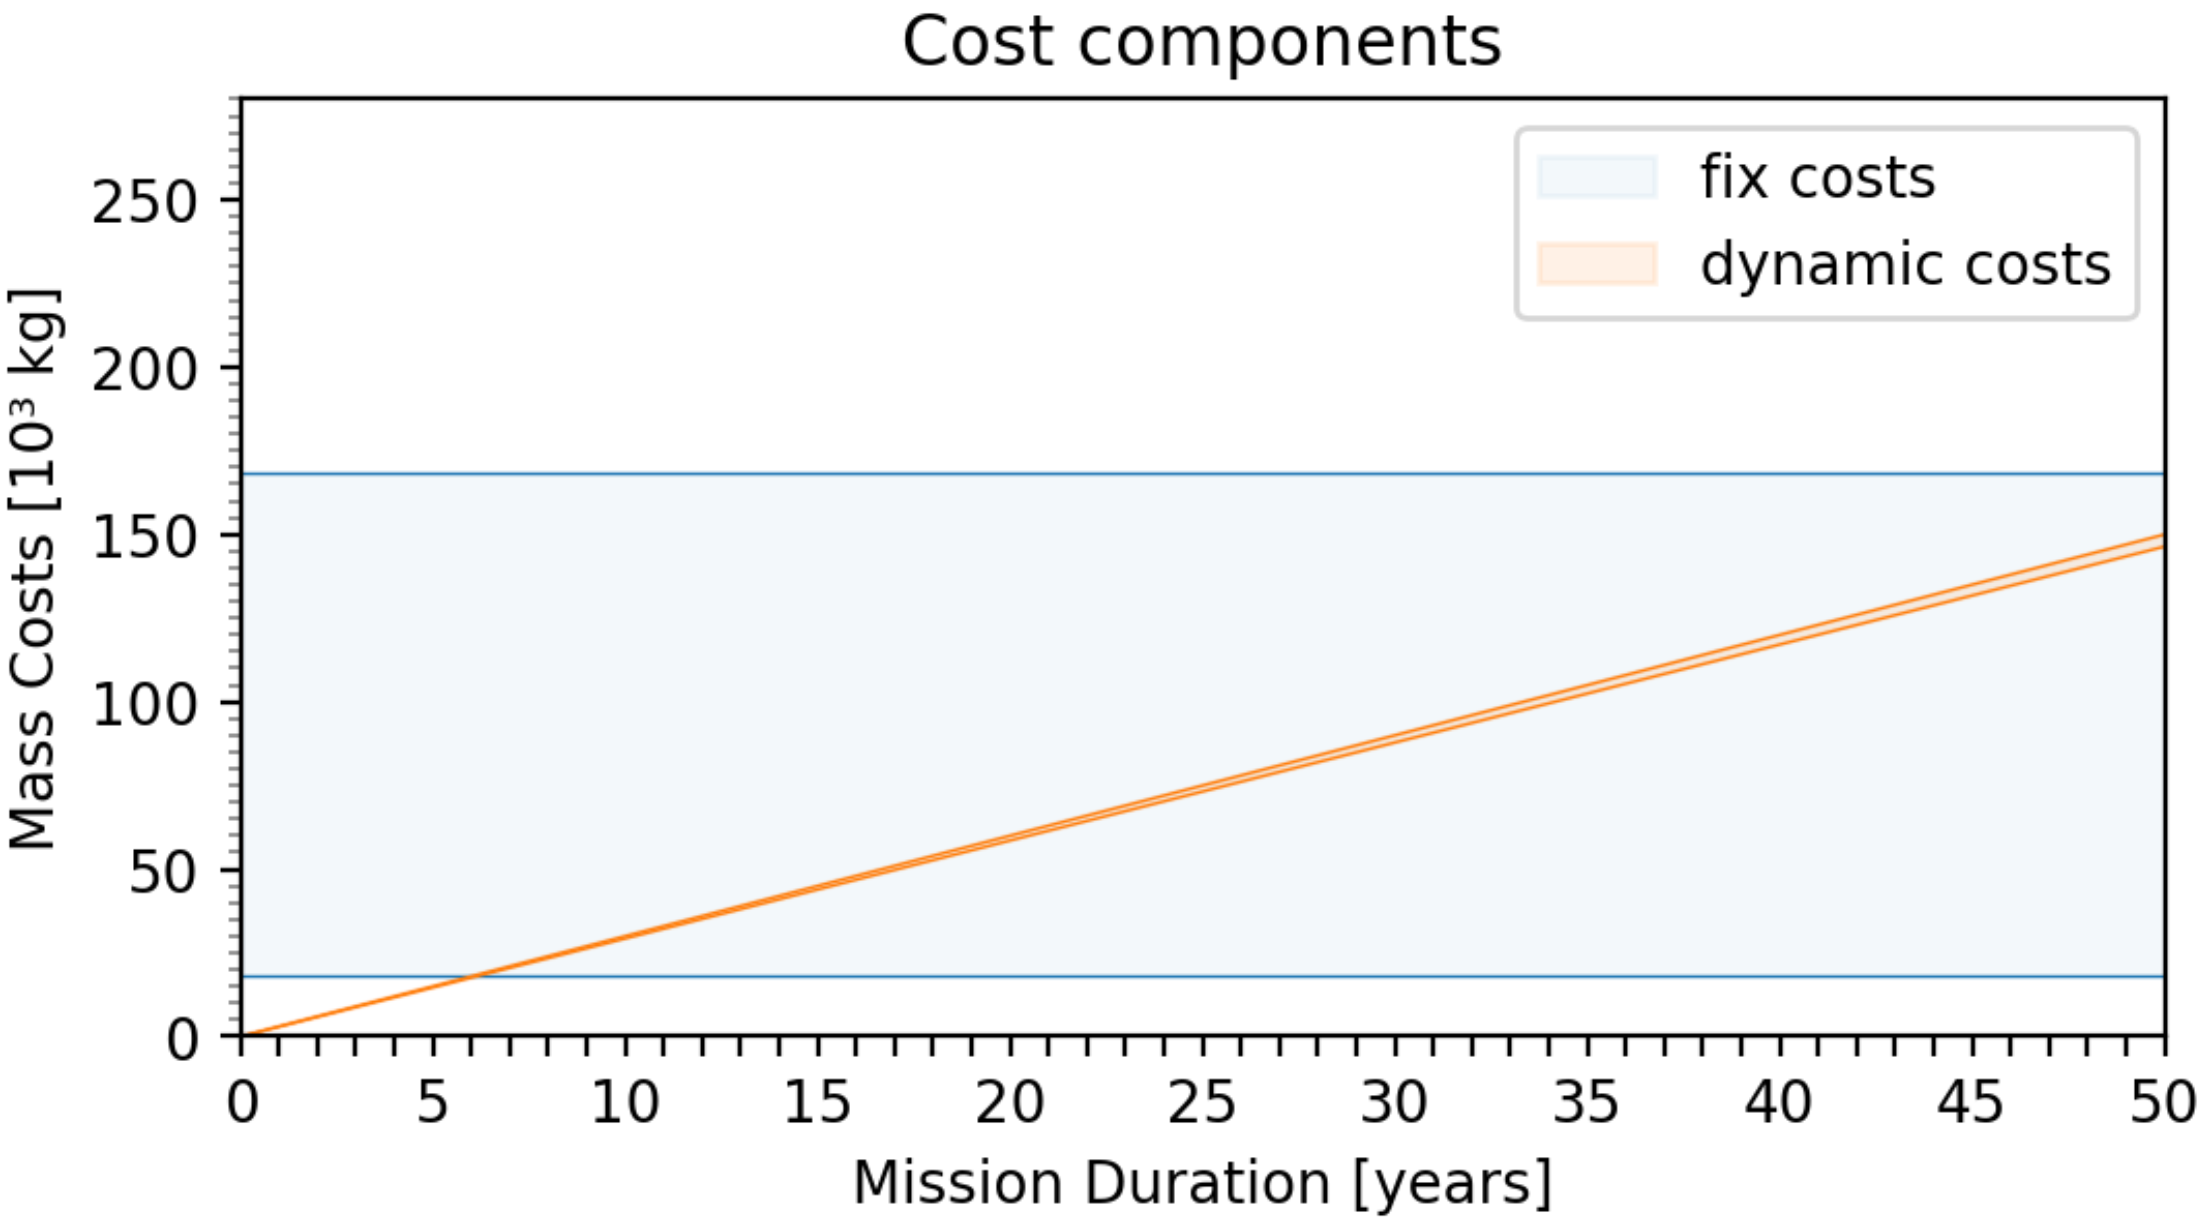 Cost components
fix costs
dynamic costs
Mass Costs [10³ kg]
250
200
150
100
50
0
0 5 10 15 20 25 30 35 40 45 50
Mission Duration [years]